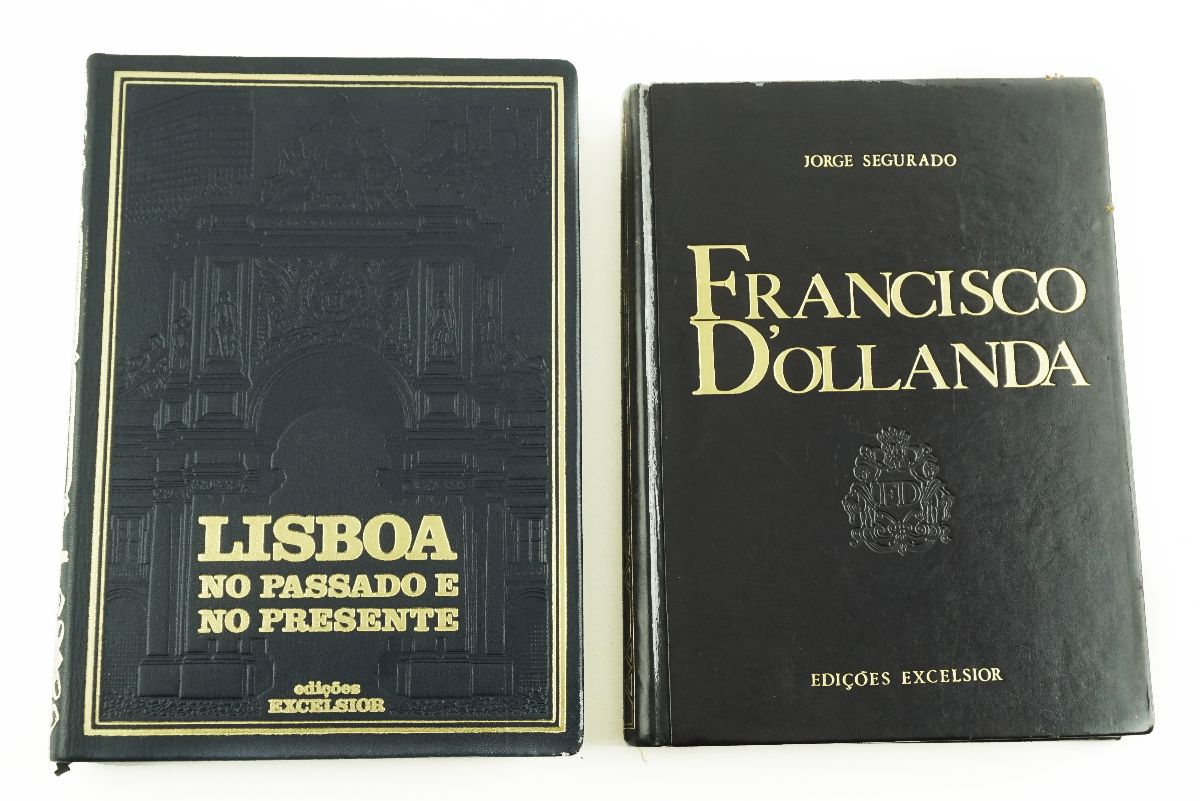 LISBOA
NO PASSADO E
NO PRESENTE
edições
EXCELSIOR
JORGE SEGURADO
FRANCISCO
D'OLLANDA
FD
EDIÇÕES EXCELSIOR